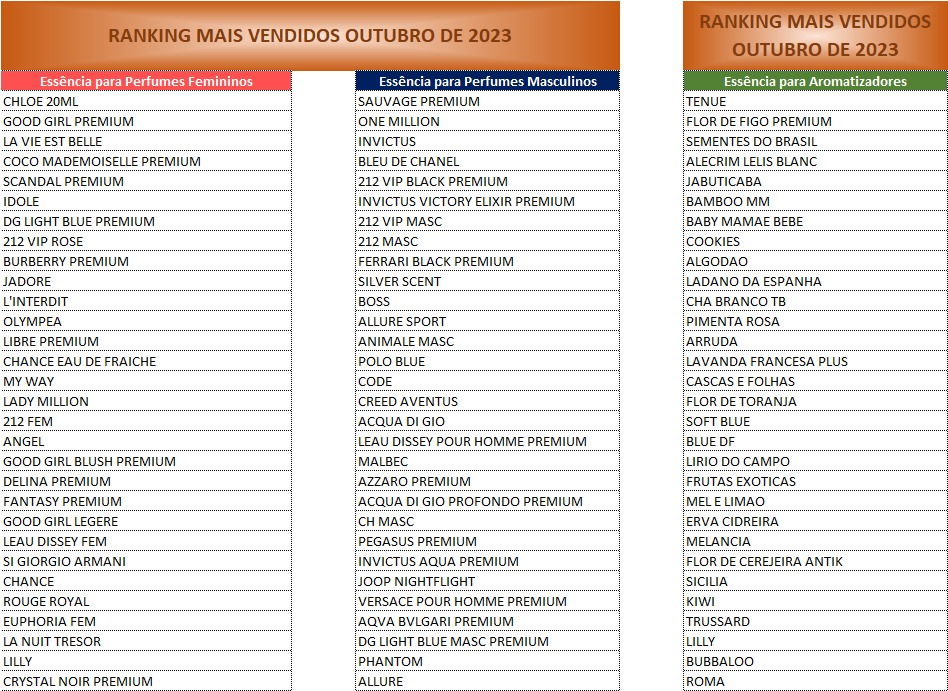 RANKING MAIS VENDIDOS OUTUBRO DE 2023
Essência para Perfumes Femininos
CHLOE 20ML
GOOD GIRL PREMIUM
LA VIE EST BELLE
COCO MADEMOISELLE PREMIUM
SCANDAL PREMIUM
IDOLE
DG LIGHT BLUE PREMIUM
212 VIP ROSE
BURBERRY PREMIUM
JADORE
L'INTERDIT
OLYMPEA
LIBRE PREMIUM
CHANCE EAU DE FRAICHE
MY WAY
LADY MILLION
212 FEM
ANGEL
GOOD GIRL BLUSH PREMIUM
DELINA PREMIUM
FANTASY PREMIUM
GOOD GIRL LEGERE
LEAU DISSEY FEM
SI GIORGIO ARMANI
CHANCE
ROUGE ROYAL
EUPHORIA FEM
LA NUIT TRESOR
LILLY
CRYSTAL NOIR PREMIUM
Essência para Perfumes Masculinos
SAUVAGE PREMIUM
ONE MILLION
INVICTUS
BLEU DE CHANEL
212 VIP BLACK PREMIUM
INVICTUS VICTORY ELIXIR PREMIUM
212 VIP MASC
212 MASC
FERRARI BLACK PREMIUM
SILVER SCENT
BOSS
ALLURE SPORT
ANIMALE MASC
POLO BLUE
CODE
CREED AVENTUS
ACQUA DI GIO
LEAU DISSEY POUR HOMME PREMIUM
MALBEC
AZZARO PREMIUM
ACQUA DI GIO PROFONDO PREMIUM
CH MASC
PEGASUS PREMIUM
INVICTUS AQUA PREMIUM
JOOP NIGHTFLIGHT
VERSACE POUR HOMME PREMIUM
AQVA BVLGARI PREMIUM
DG LIGHT BLUE MASC PREMIUM
PHANTOM
ALLURE
RANKING MAIS VENDIDOS
OUTUBRO DE 2023
Essência para Aromatizadores
TENUE
FLOR DE FIGO PREMIUM
SEMENTES DO BRASIL
ALECRIM LELIS BLANC
JABUTICABA
BAMBOO MM
BABY MAMAE BEBE
COOKIES
ALGODAO
LADANO DA ESPANHA
CHA BRANCO TB
PIMENTA ROSA
ARRUDA
LAVANDA FRANCESA PLUS
CASCAS E FOLHAS
FLOR DE TORANJA
SOFT BLUE
BLUE DF
LIRIO DO CAMPO
FRUTAS EXOTICAS
MEL E LIMAO
ERVA CIDREIRA
MELANCIA
FLOR DE CEREJEIRA ANTIK
SICILIA
KIWI
TRUSSARD
LILLY
BUBBALOO
ROMA